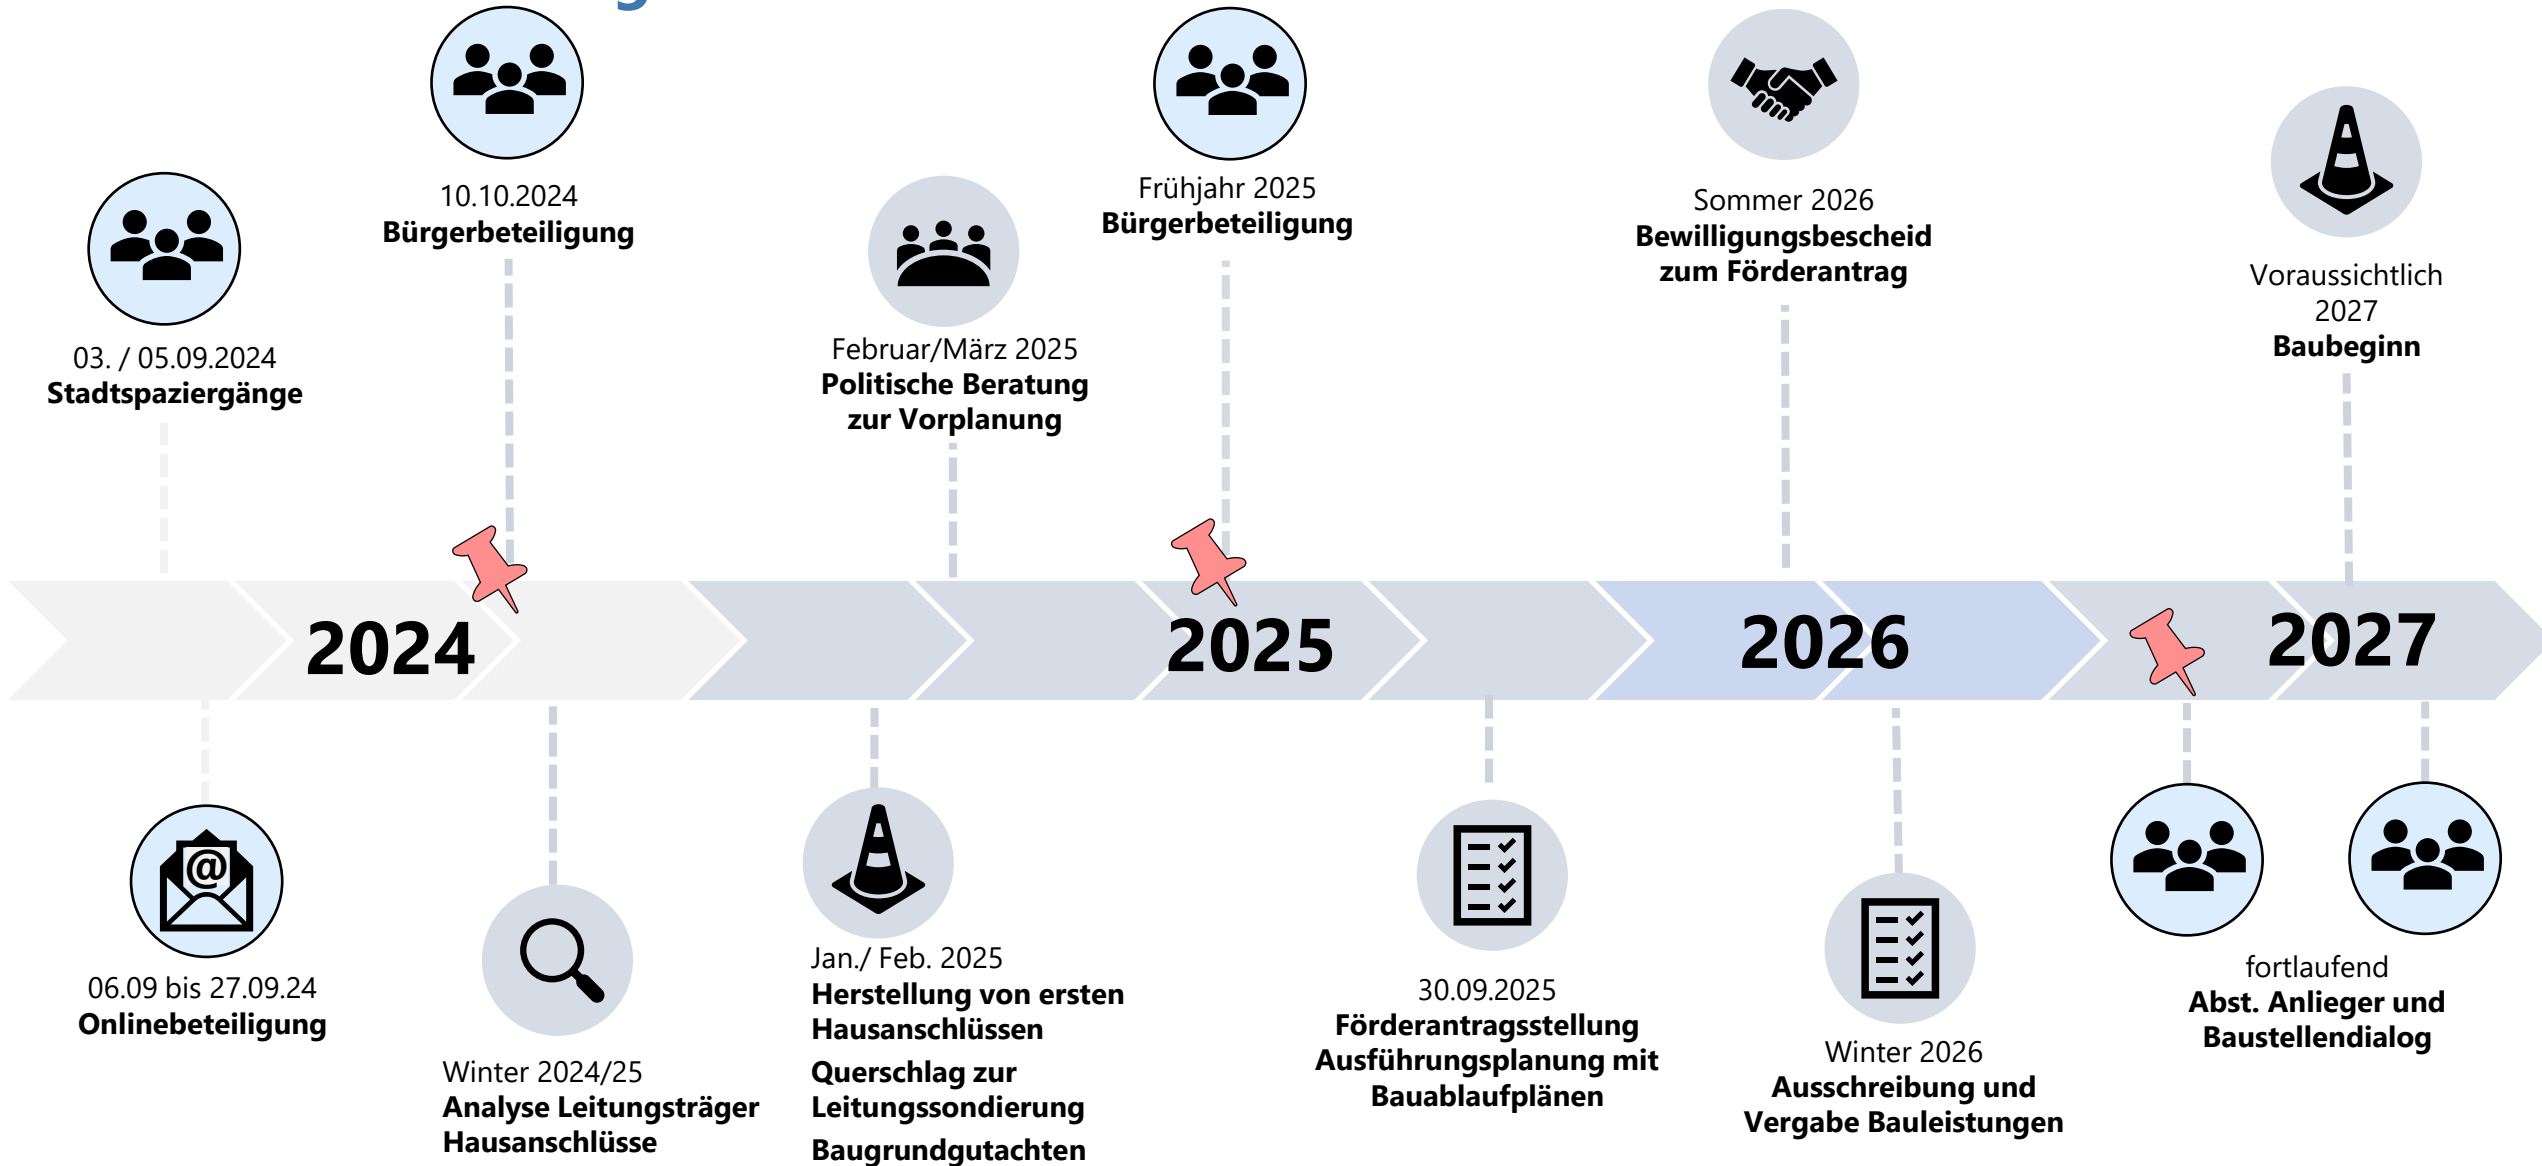 10.10.2024
Bürgerbeteiligung
Frühjahr 2025
Bürgerbeteiligung
Sommer 2026
Bewilligungsbescheid
zum Förderantrag
Voraussichtlich
2027
Baubeginn
03. / 05.09.2024
Stadtspaziergänge
Februar/März 2025
Politische Beratung
zur Vorplanung
2024
2025
2026
2027
@
06.09 bis 27.09.24
Onlinebeteiligung
Winter 2024/25
Analyse Leitungsträger
Hausanschlüsse
Jan./ Feb. 2025
Herstellung von ersten
Hausanschlüssen
Querschlag zur
Leitungssondierung
Baugrundgutachten
30.09.2025
Förderantragsstellung
Ausführungsplanung mit
Bauablaufplänen
Winter 2026
Ausschreibung und
Vergabe Bauleistungen
fortlaufend
Abst. Anlieger und
Baustellendialog